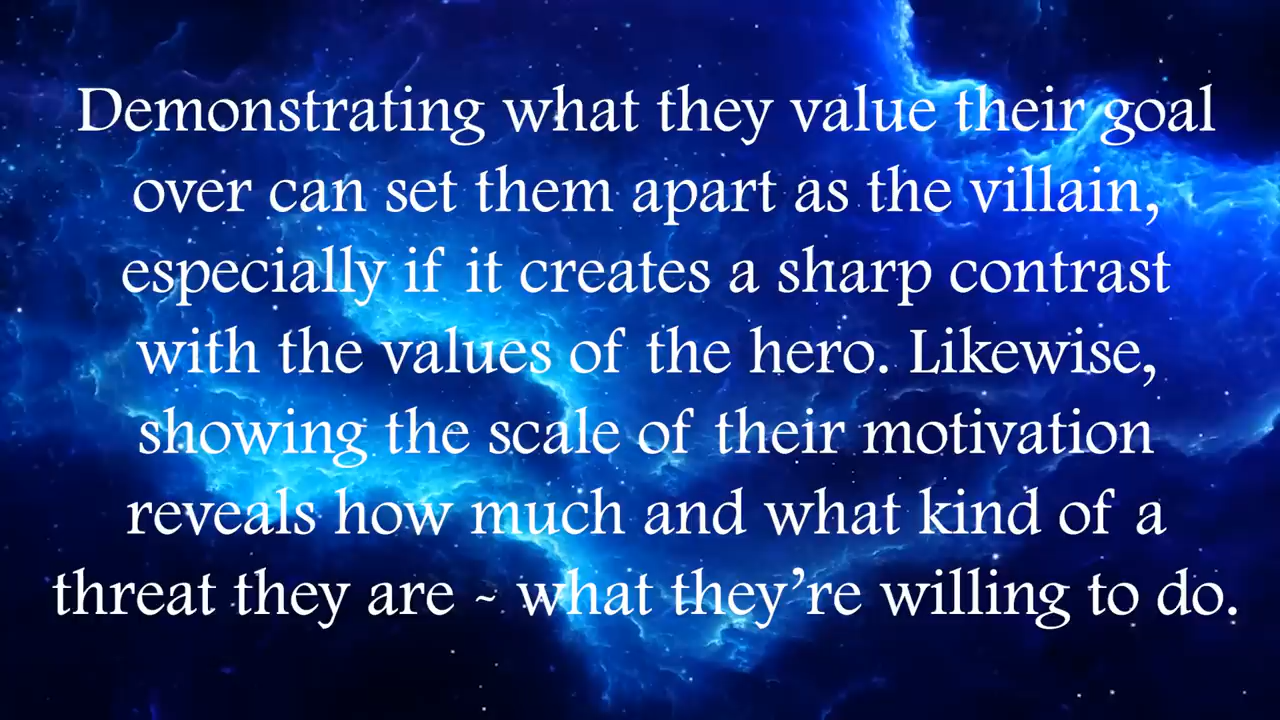 Demonstrating what they value their goal
over can set them apart as the villain,
especially if it creates a sharp contrast
with the values of the hero. Likewise,
showing the scale of their motivation
reveals how much and what kind of a
threat they are - what they’re willing to do.